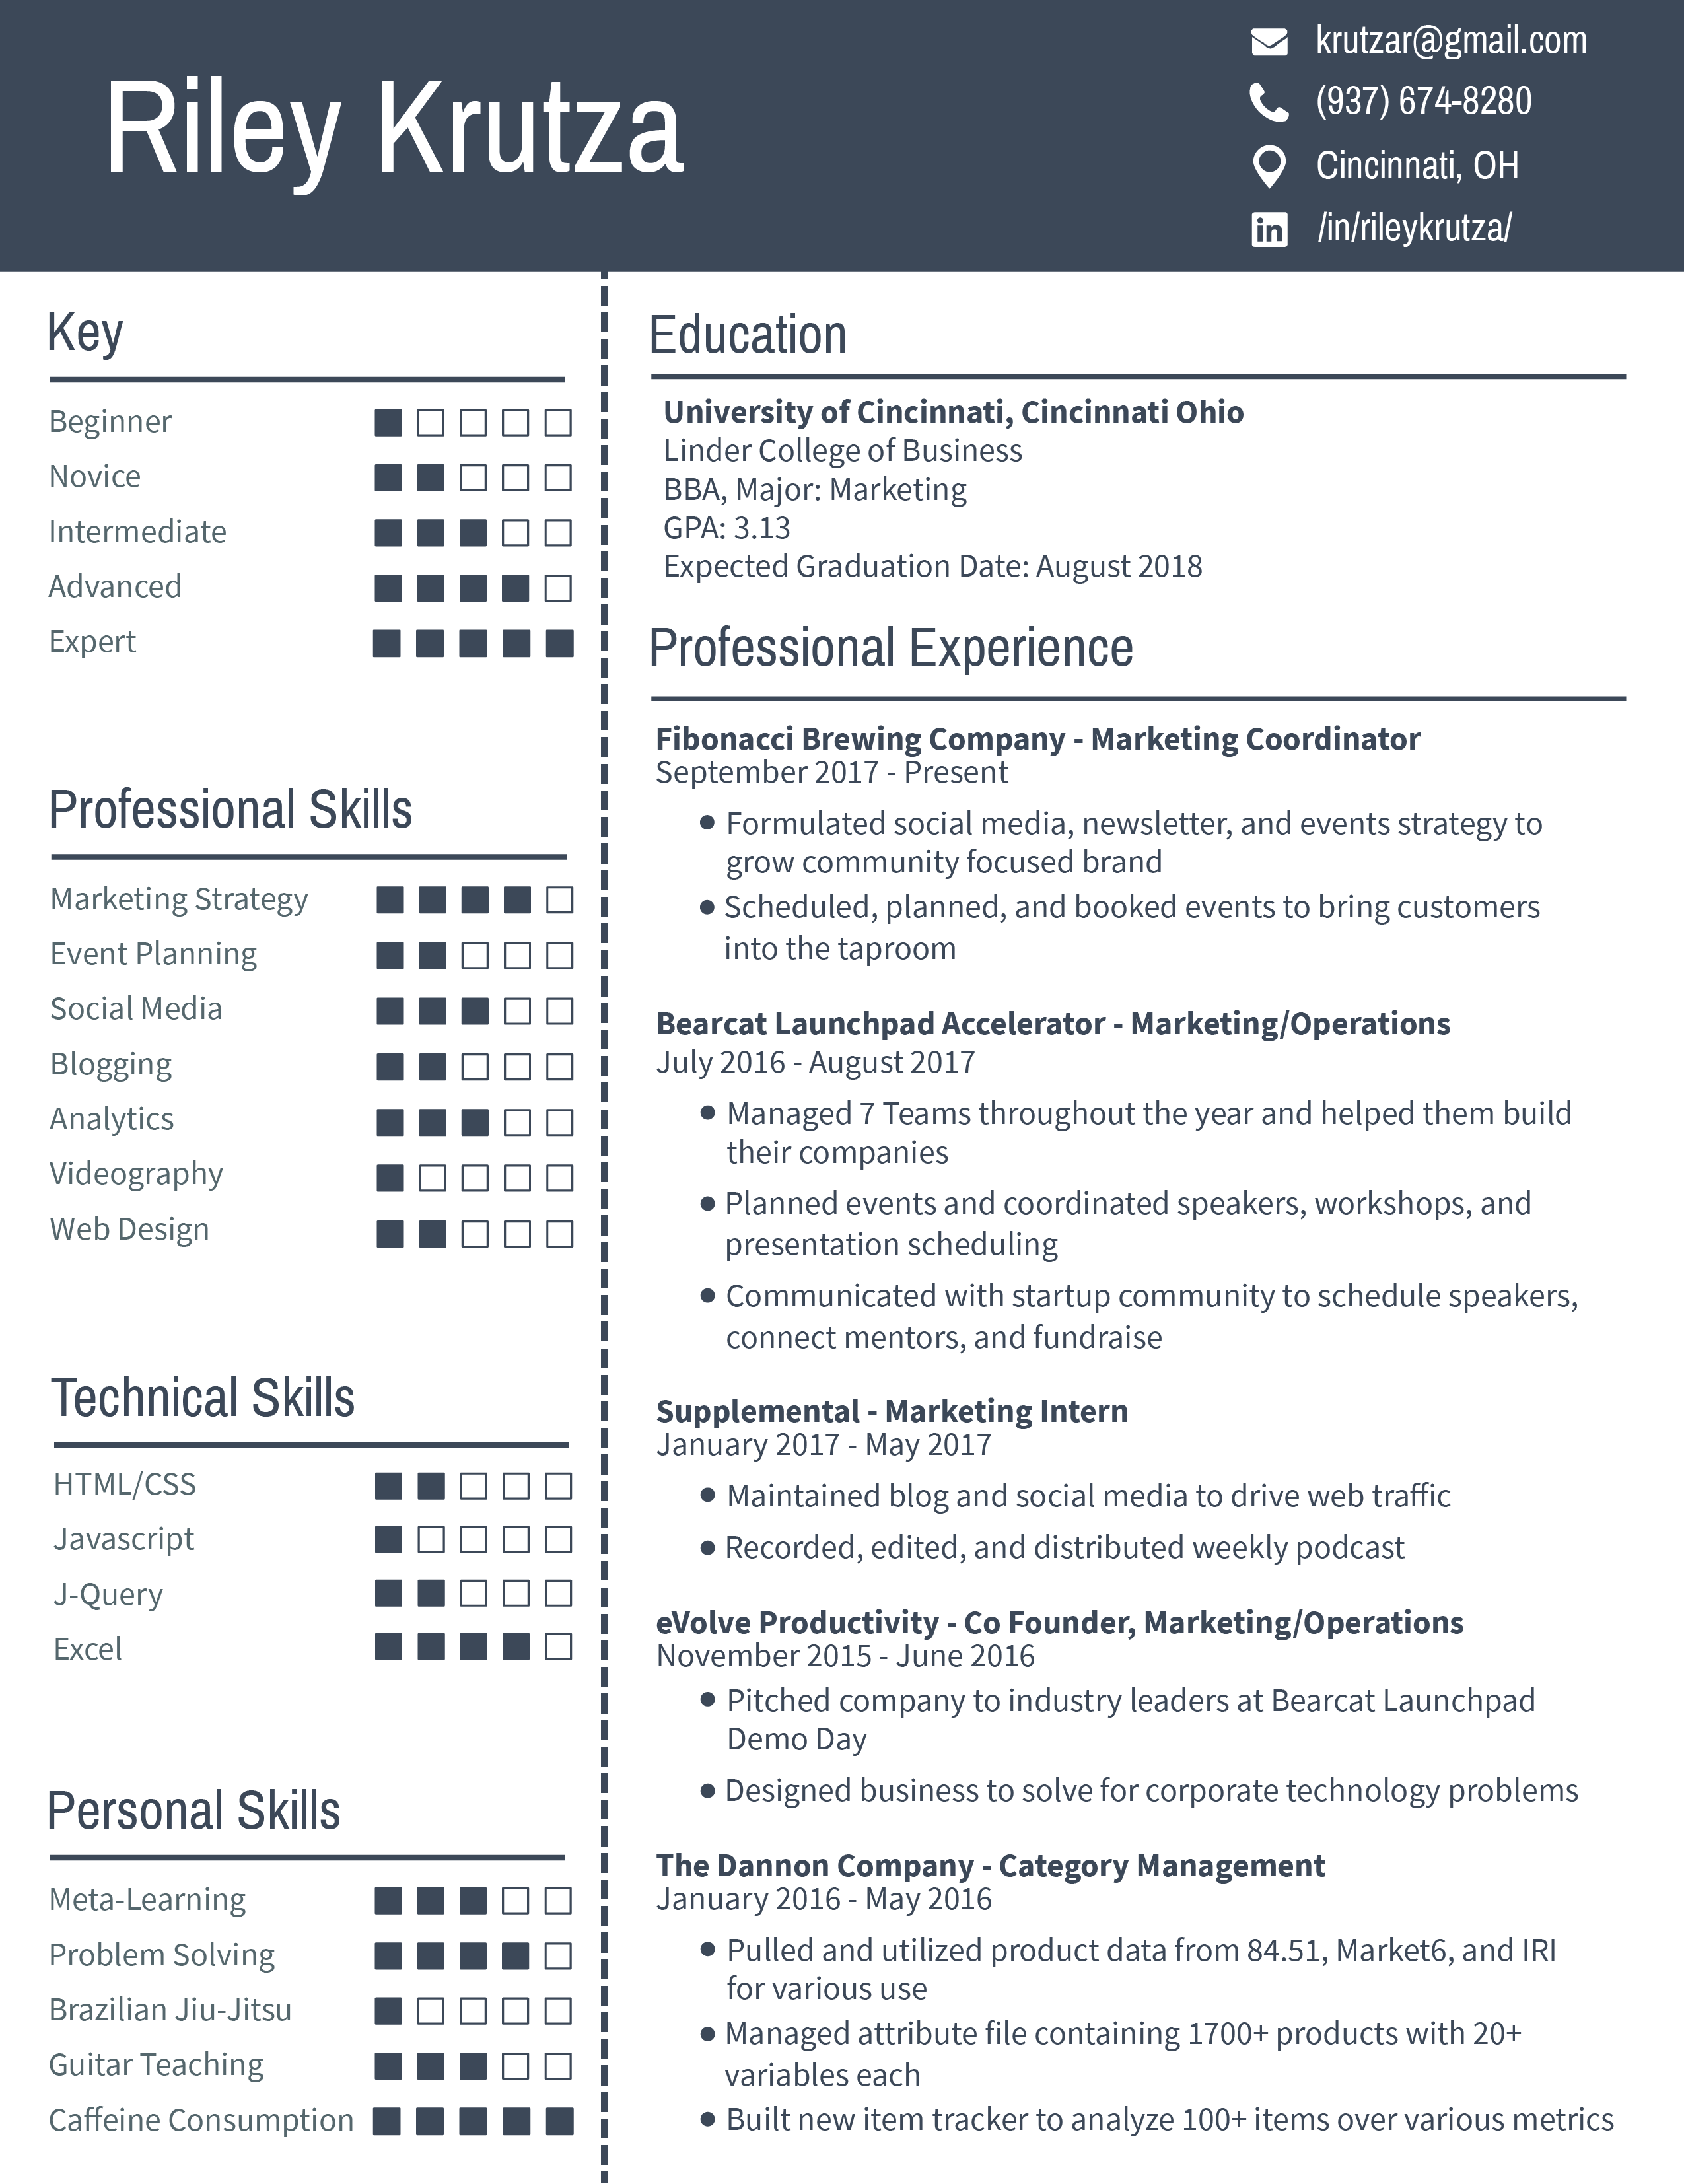 Riley Krutza
krutzar@gmail.com
(937) 674-8280
Cincinnati, OH
/in/rileykrutza/
Key
Beginner
Novice
Intermediate
Advanced
Expert
Professional Skills
Marketing Strategy
Event Planning
Social Media
Blogging
Analytics
Videography
Web Design
Technical Skills
HTML/CSS
Javascript
J-Query
Excel
Personal Skills
Meta-Learning
Problem Solving
Brazilian Jiu-Jitsu
Guitar Teaching
Caffeine Consumption
Education
University of Cincinnati, Cincinnati Ohio
Linder College of Business
BBA, Major: Marketing
GPA: 3.13
Expected Graduation Date: August 2018
Professional Experience
Fibonacci Brewing Company - Marketing Coordinator
September 2017 - Present
● Formulated social media, newsletter, and events strategy to
grow community focused brand
● Scheduled, planned, and booked events to bring customers
into the taproom
Bearcat Launchpad Accelerator - Marketing/Operations
July 2016 - August 2017
● Managed 7 Teams throughout the year and helped them build
their companies
● Planned events and coordinated speakers, workshops, and
presentation scheduling
● Communicated with startup community to schedule speakers,
connect mentors, and fundraise
Supplemental - Marketing Intern
January 2017 - May 2017
● Maintained blog and social media to drive web traffic
● Recorded, edited, and distributed weekly podcast
eVolve Productivity - Co Founder, Marketing/Operations
November 2015 - June 2016
● Pitched company to industry leaders at Bearcat Launchpad
Demo Day
● Designed business to solve for corporate technology problems
The Dannon Company - Category Management
January 2016 - May 2016
● Pulled and utilized product data from 84.51, Market6, and IRI
for various use
● Managed attribute file containing 1700+ products with 20+
variables each
● Built new item tracker to analyze 100+ items over various metrics